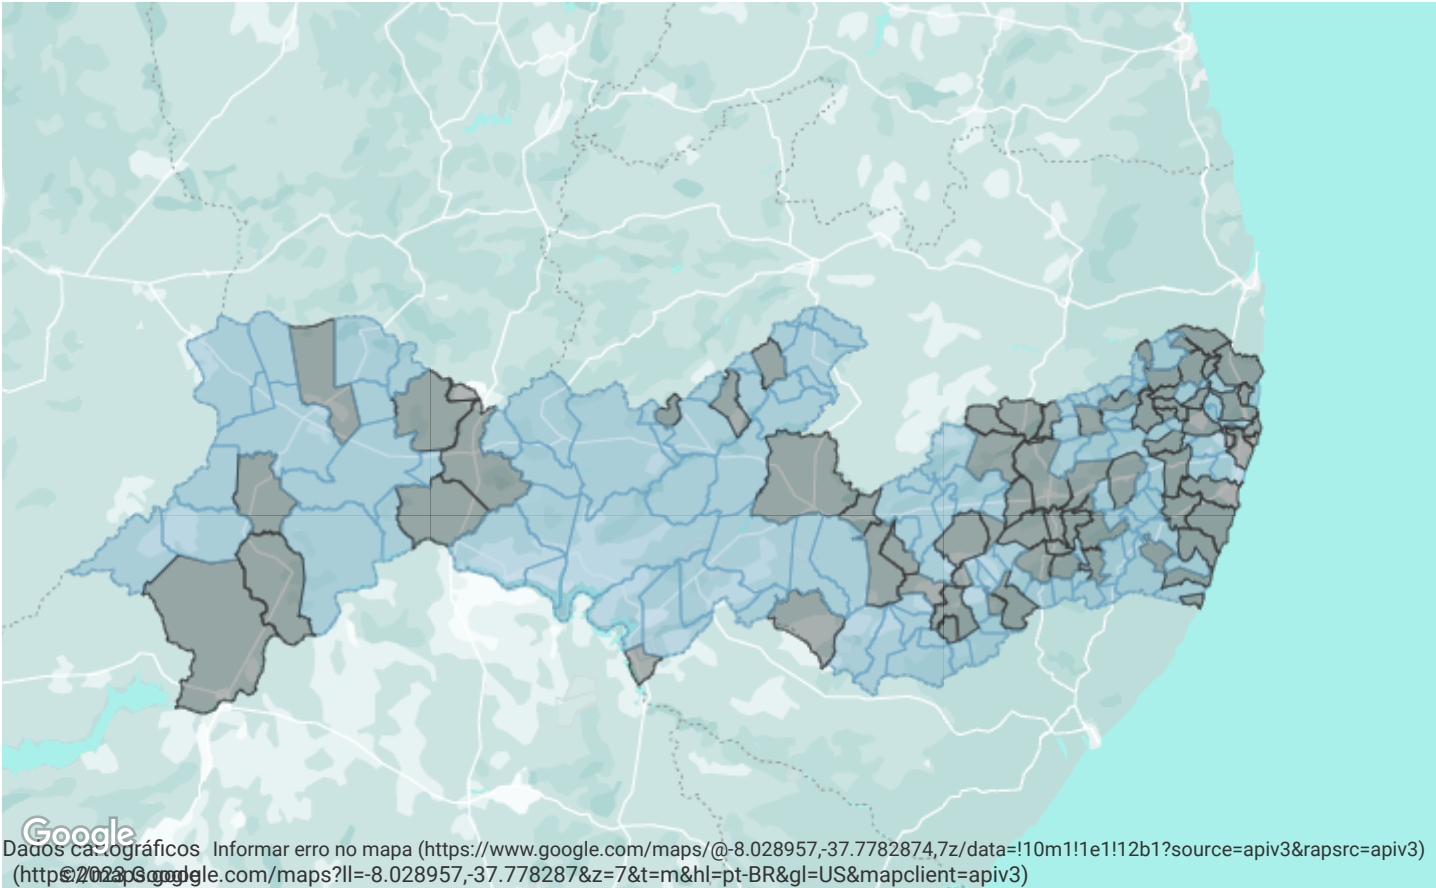 Google
Dados cartográficos Informar erro no mapa (https://www.google.com/maps/@-8.028957,-37.7782874,7z/data=!10m1!1e1!12b1?source=apiv3&rapsrc=apiv3)
©2023 Google
(https://maps.google.com/maps?ll=-8.028957,-37.778287&z=7&t=m&hl=pt-BR&gl=US&mapclient=apiv3)